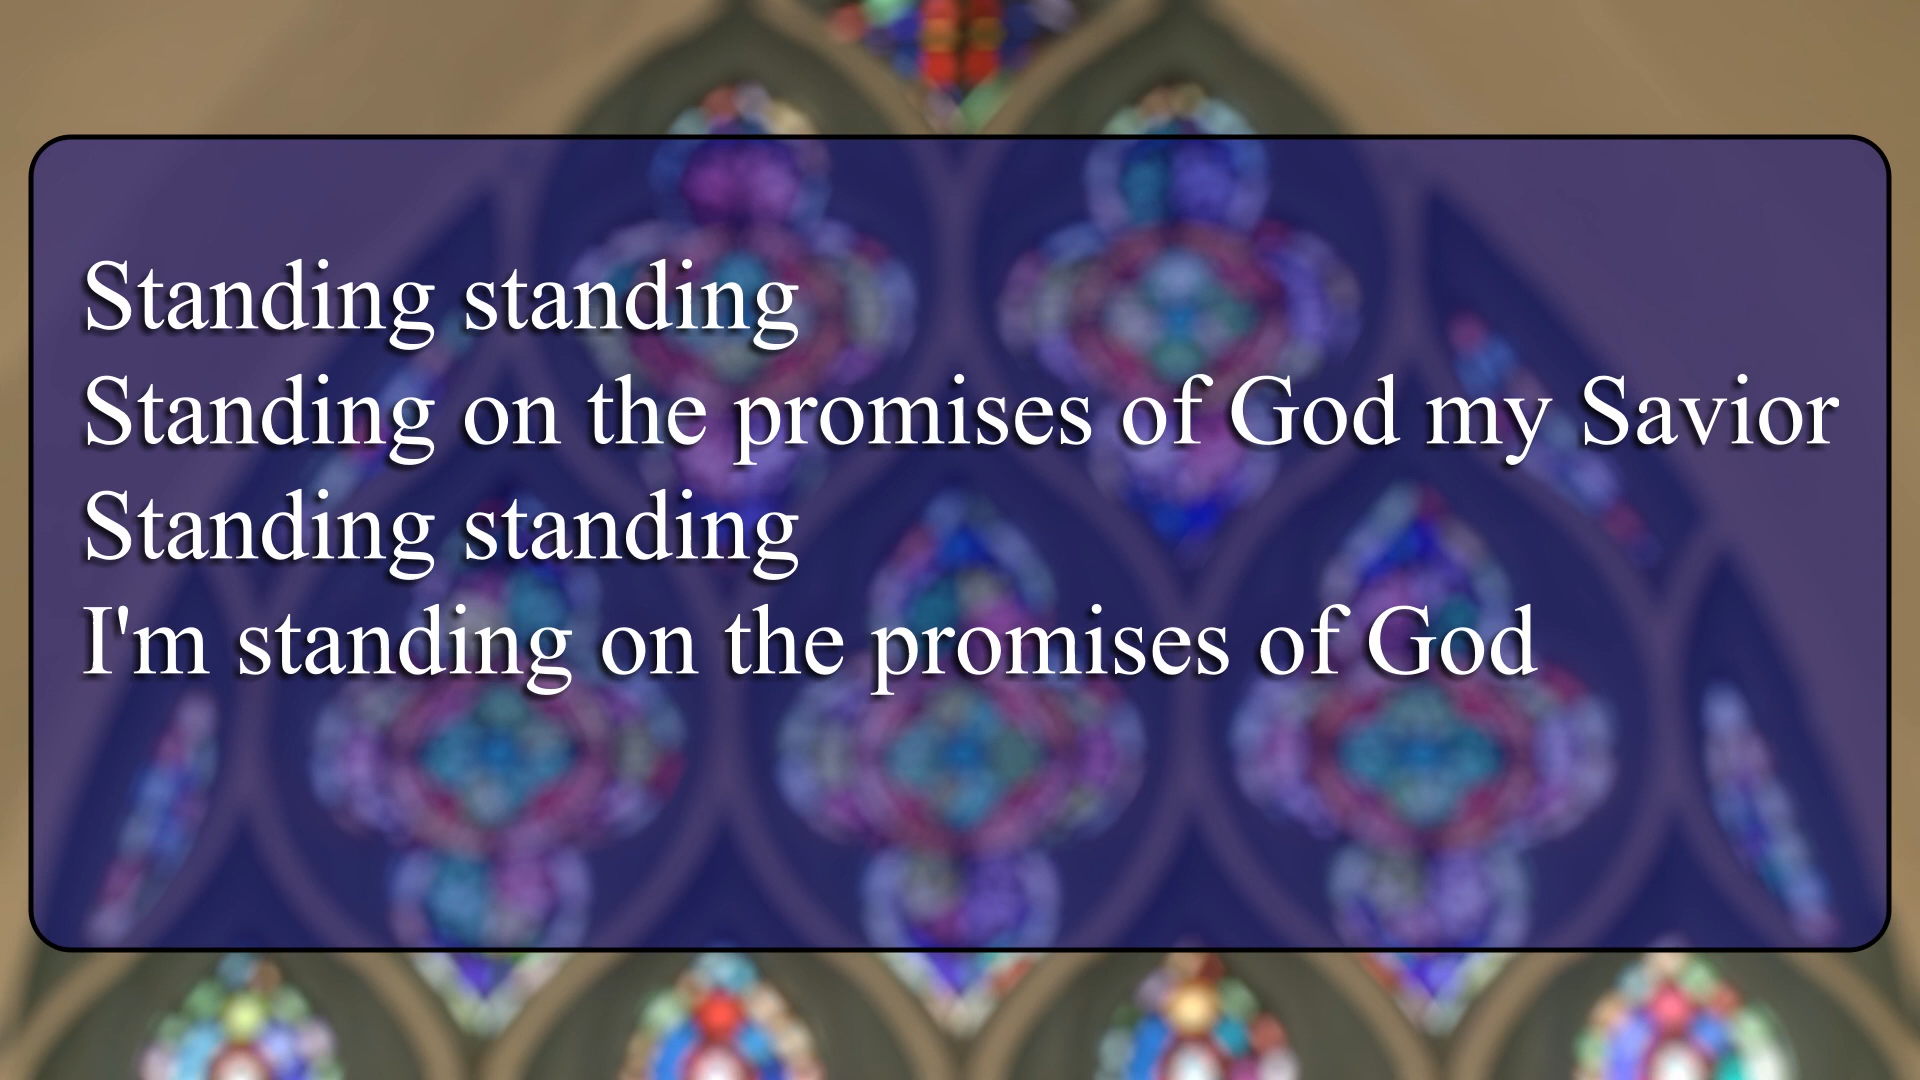 Standing standing
Standing on the promises of God my Savior
Standing standing
I'm standing on the promises of God